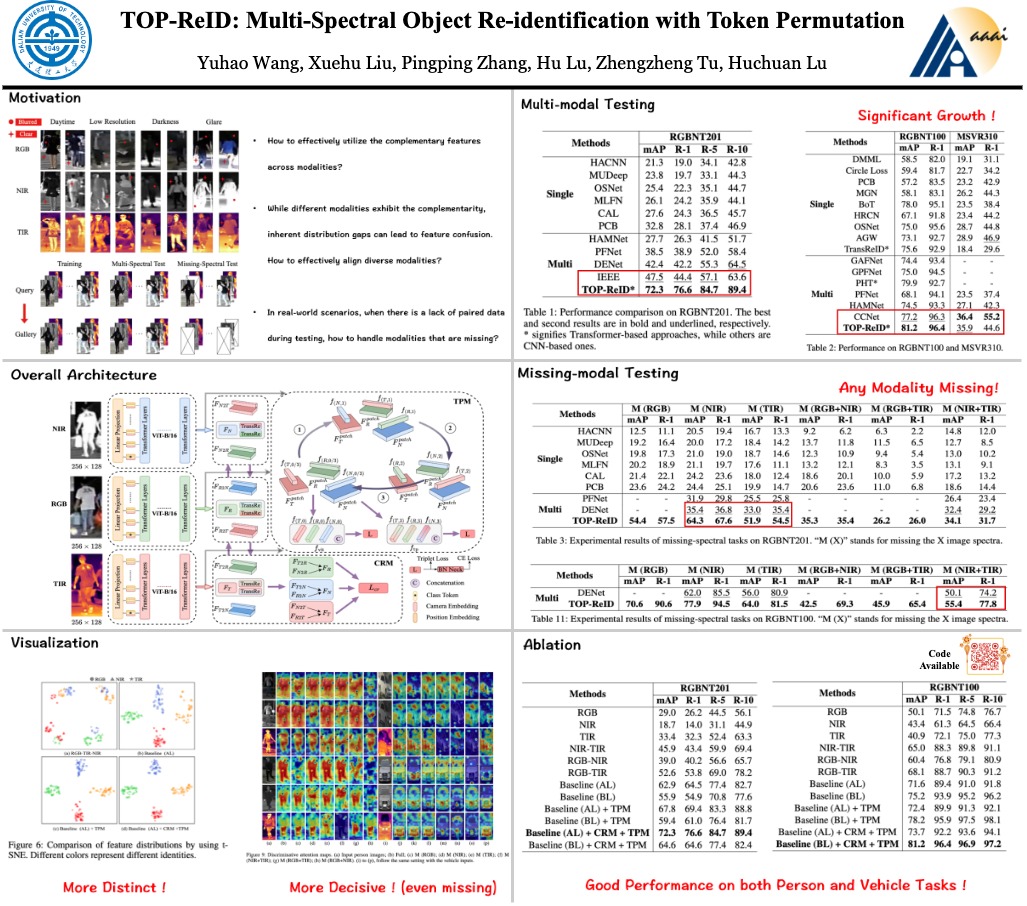 DALIAN UNIVERSITY OF TECHNOLOGY
1949
TOP-ReID: Multi-Spectral Object Re-identification with Token Permutation
Yuhao Wang, Xuehu Liu, Pingping Zhang, Hu Lu, Zhengzheng Tu, Huchuan Lu
aaai
Motivation
Blurred
Clear
Daytime Low Resolution Darkness Glare
RGB
NIR
TIR
Training Multi-Spectral Test Missing-Spectral Test
Query
Gallery
• How to effectively utilize the complementary features
across modalities?
• While different modalities exhibit the complementarity,
inherent distribution gaps can lead to feature confusion.
How to effectively align diverse modalities?
• In real-world scenarios, when there is a lack of paired data
during testing, how to handle modalities that are missing?
Multi-modal Testing
Significant Growth !
Methods RGBNT201
mAP R-1 R-5 R-10
Single
HACNN 21.3 19.0 34.1 42.8
MUDeep 23.8 19.7 33.1 44.3
OSNet 25.4 22.3 35.1 44.7
MLFN 26.1 24.2 35.9 44.1
CAL 27.6 24.3 36.5 45.7
PCB 32.8 28.1 37.4 46.9
Multi
HAMNet 27.7 26.3 41.5 51.7
PFNet 38.5 38.9 52.0 58.4
DENet 42.4 42.2 55.3 64.5
IEEE 47.5 44.4 57.1 63.6
TOP-ReID* 72.3 76.6 84.7 89.4
Table 1: Performance comparison on RGBNT201. The best
and second results are in bold and underlined, respectively.
* signifies Transformer-based approaches, while others are
CNN-based ones.
Methods RGBNT100 MSVR310
mAP R-1 mAP R-1
Single
DMML 58.5 82.0 19.1 31.1
Circle Loss 59.4 81.7 22.7 34.2
PCB 57.2 83.5 23.2 42.9
MGN 58.1 83.1 26.2 44.3
BoT 78.0 95.1 23.5 38.4
HRCN 67.1 91.8 23.4 44.2
OSNet 75.0 95.6 28.7 44.8
AGW 73.1 92.7 28.9 46.9
TransReID* 75.6 92.9 18.4 29.6
Multi
GAFNet 74.4 93.4 - -
GPFNet 75.0 94.5 - -
PHT* 79.9 92.7 - -
PFNet 68.1 94.1 23.5 37.4
HAMNet 74.5 93.3 27.1 42.3
CCNet 77.2 96.3 36.4 55.2
TOP-ReID* 81.2 96.4 35.9 44.6
Table 2: Performance on RGBNT100 and MSVR310.
Overall Architecture
NIR
256 × 128
RGB
256 × 128
TIR
256 × 128
Linear Projection
Transformer Layers
ViT-B/16
Transformer Layers
TransRe
TPM
CRM
Triplet Loss
CE Loss
BN Neck
Concatenation
Class Token
Camera Embedding
Position Embedding
Missing-modal Testing
Any Modality Missing!
Methods M (RGB) M (NIR) M (TIR) M (RGB+NIR) M (RGB+TIR) M (NIR+TIR)
mAP R-1 mAP R-1 mAP R-1 mAP R-1 mAP R-1 mAP R-1
Single
HACNN 12.5 11.1 20.5 19.4 16.7 13.3 9.2 6.2 6.3 2.2 14.8 12.0
MUDeep 19.2 16.4 20.0 17.2 18.4 14.2 13.7 11.8 11.5 6.5 12.7 8.5
OSNet 19.8 17.3 21.0 19.0 18.7 14.6 12.3 10.9 9.4 5.4 13.0 10.2
MLFN 20.2 18.9 21.1 19.7 17.6 11.1 13.2 12.1 8.3 3.5 13.1 9.1
CAL 21.4 22.1 24.2 23.6 18.0 12.4 18.6 20.1 10.0 5.9 17.2 13.2
PCB 23.6 24.2 24.4 25.1 19.9 14.7 20.6 23.6 11.0 6.8 18.6 14.4
Multi
PFNet - - 31.9 29.8 25.5 25.8 - - - - 26.4 23.4
DENet - - 35.4 36.8 33.0 35.4 - - - - 32.4 29.2
TOP-ReID 54.4 57.5 64.3 67.6 51.9 54.5 35.3 35.4 26.2 26.0 34.1 31.7
Table 3: Experimental results of missing-spectral tasks on RGBNT201. "M (X)" stands for missing the X image spectra.
Methods M (RGB) M (NIR) M (TIR) M (RGB+NIR) M (RGB+TIR) M (NIR+TIR)
mAP R-1 mAP R-1 mAP R-1 mAP R-1 mAP R-1 mAP R-1
Multi
DENet - - 62.0 85.5 56.0 80.9 - - - - 50.1 74.2
TOP-ReID 70.6 90.6 77.9 94.5 64.0 81.5 42.5 69.3 45.9 65.4 55.4 77.8
Table 11: Experimental results of missing-spectral tasks on RGBNT100. "M (X)" stands for missing the X image spectra.
Visualization
RGB NIR TIR
(a) RGB-TIR-NIR
(b) Baseline (AL)
(c) Baseline (AL) + TPM
(d) Baseline (AL) +CRM+TPM
Figure 6: Comparison of feature distributions by using t-
SNE. Different colors represent different identities.
(a) (b) (c) (d) (e) (f) (g) (h) (i) (j) (k) (l) (m) (n) (o) (p)
More Distinct !
More Decisive ! (even missing)
Ablation
Code
Available
Methods RGBNT201
mAP R-1 R-5 R-10
RGB 29.0 26.2 44.5 56.1
NIR 18.7 14.0 31.1 44.9
TIR 33.4 32.3 52.4 63.3
NIR-TIR 45.9 43.4 59.9 69.4
RGB-NIR 39.0 40.2 56.6 65.7
RGB-TIR 52.6 53.8 69.0 78.2
Baseline (AL) 62.9 64.5 77.4 82.7
Baseline (BL) 55.9 54.9 70.8 77.6
Baseline (AL) + TPM 67.8 69.4 83.3 88.8
Baseline (BL) + TPM 59.4 61.0 76.4 81.7
Baseline (AL) + CRM + TPM 72.3 76.6 84.7 89.4
Baseline (BL) + CRM + TPM 64.6 64.6 77.4 82.4
Methods RGBNT100
mAP R-1 R-5 R-10
RGB 50.1 71.5 74.8 76.7
NIR 43.4 61.3 64.5 66.4
TIR 40.9 72.1 75.0 77.3
NIR-TIR 65.0 88.3 89.8 91.1
RGB-NIR 60.4 76.8 79.1 80.9
RGB-TIR 68.1 88.7 90.3 91.2
Baseline (AL) 71.6 89.4 91.0 91.8
Baseline (BL) 75.2 93.9 95.2 96.2
Baseline (AL) + TPM 72.4 89.9 91.3 92.1
Baseline (BL) + TPM 78.2 95.9 97.5 98.1
Baseline (AL) + CRM + TPM 73.7 92.2 93.6 94.1
Baseline (BL) + CRM + TPM 81.2 96.4 96.9 97.2
Good Performance on both Person and Vehicle Tasks !